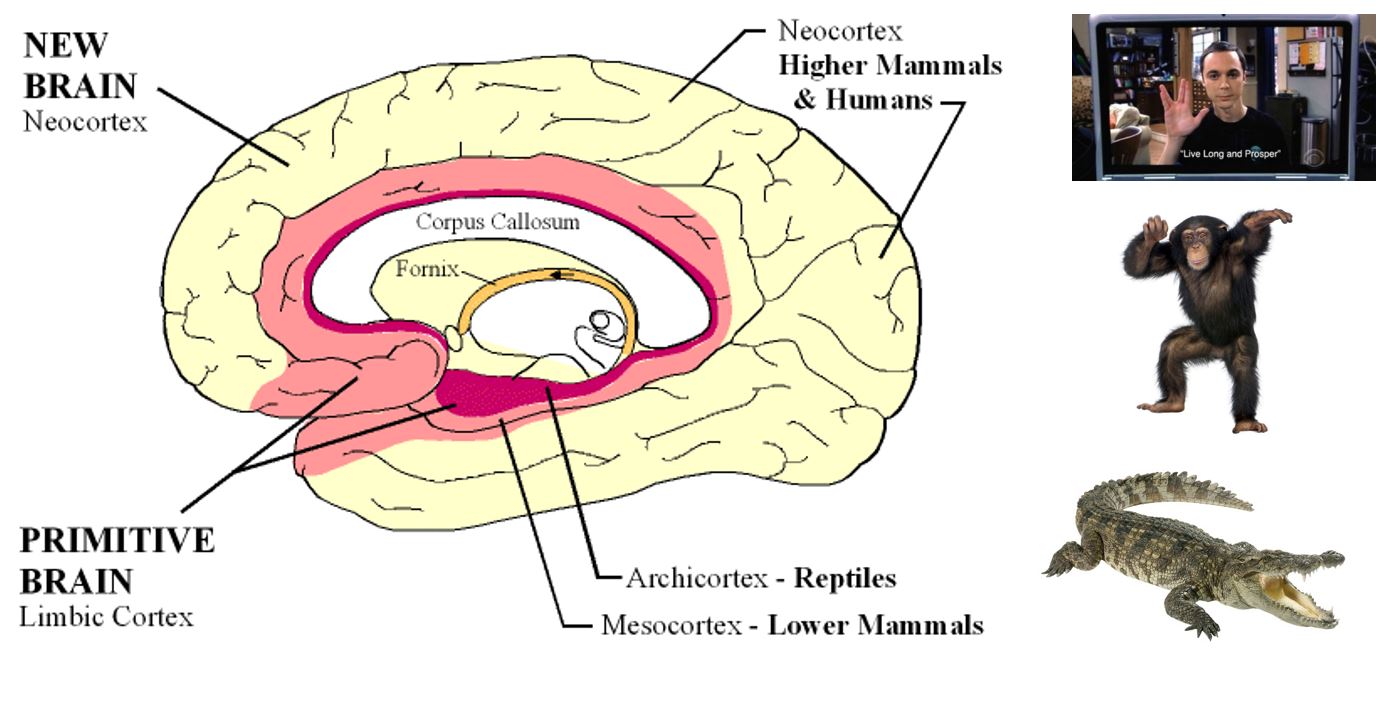 NEW
BRAIN
Neocortex
Neocortex
Higher Mammals
& Humans
Corpus Callosum
Fornix
PRIMITIVE
BRAIN
Limbic Cortex
Archicortex - Reptiles
Mesocortex - Lower Mammals
"Live Long and Prosper"